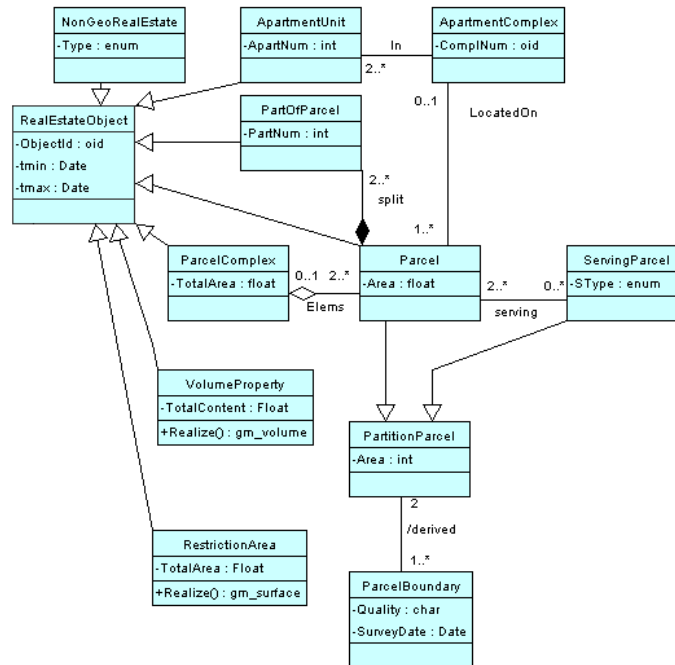 NonGeoRealEstate
-Type : enum
ApartmentUnit
-ApartNum : int
In
2..*
ApartmentComplex
-ComplNum : oid
0..1
LocatedOn
RealEstateObject
-ObjectId : oid
-tmin : Date
-tmax : Date
PartOfParcel
-PartNum : int
2..*
split
1..*
ParcelComplex
-TotalArea : float
0..1
2..*
Elems
Parcel
-Area : float
2..*
0..*
serving
ServingParcel
-SType : enum
VolumeProperty
-TotalContent : Float
+Realize() : gm_volume
PartitionParcel
-Area : int
2
/derived
1..*
RestrictionArea
-TotalArea : Float
+Realize() : gm_surface
ParcelBoundary
-Quality : char
-SurveyDate : Date